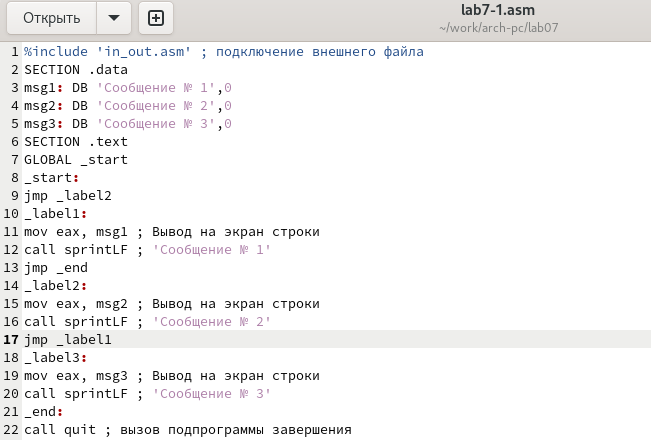 Открыть
lab7-1.asm
~/work/arch-pc/lab07
1 %include 'in_out.asm' ; подключение внешнего файла
2 SECTION .data
3 msg1: DB 'Сообщение № 1',0
4 msg2: DB 'Сообщение № 2',0
5 msg3: DB 'Сообщение № 3',0
6 SECTION .text
7 GLOBAL _start
8 _start:
9 jmp _label2
10 _label1:
11 mov eax, msg1 ; Вывод на экран строки
12 call sprintLF ; 'Сообщение № 1'
13 jmp _end
14 _label2:
15 mov eax, msg2 ; Вывод на экран строки
16 call sprintLF ; 'Сообщение № 2'
17 jmp _label1
18 _label3:
19 mov eax, msg3 ; Вывод на экран строки
20 call sprintLF ; 'Сообщение № 3'
21 _end:
22 call quit ; вызов подпрограммы завершения